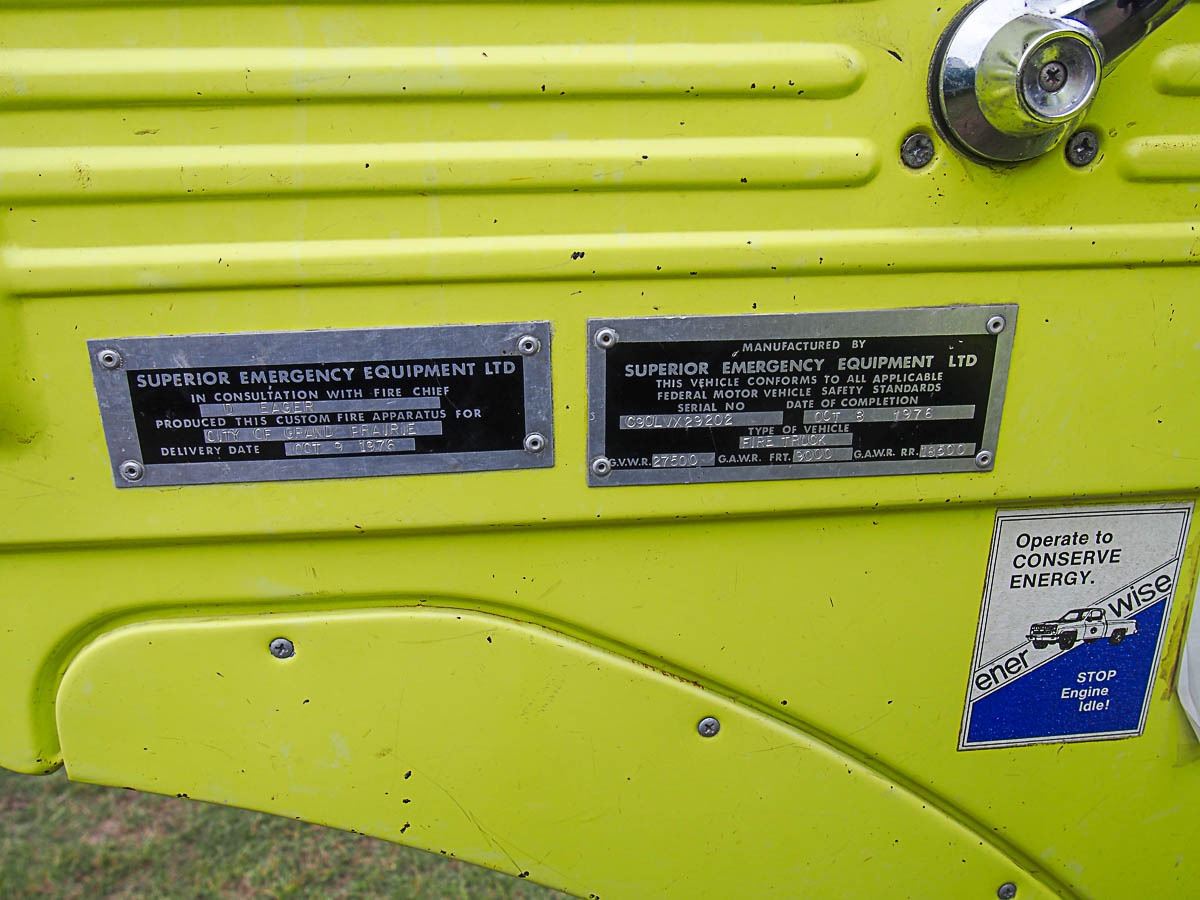 SUPERIOR EMERGENCY EQUIPMENT LTD
IN CONSULTATION WITH FIRE CHIEF
D EAGER
PRODUCED THIS CUSTOM FIRE APPARATUS FOR
CITY OF GRAND PRAIRIE
DELIVERY DATE OCT 9 1976
MANUFACTURED BY
SUPERIOR EMERGENCY EQUIPMENT LTD
THIS VEHICLE CONFORMS TO ALL APPLICABLE
FEDERAL MOTOR VEHICLE SAFETY STANDARDS
SERIAL NO DATE OF COMPLETION
C90LVX29202 OCT 8 1976
TYPE OF VEHICLE
FIRE TRUCK
G.V.W.R. 27500 G.A.W.R. FRT. 9000 G.A.W.R. RR. 18500
Operate to
CONSERVE
ENERGY.
ener wise
STOP
Engine
Idle!